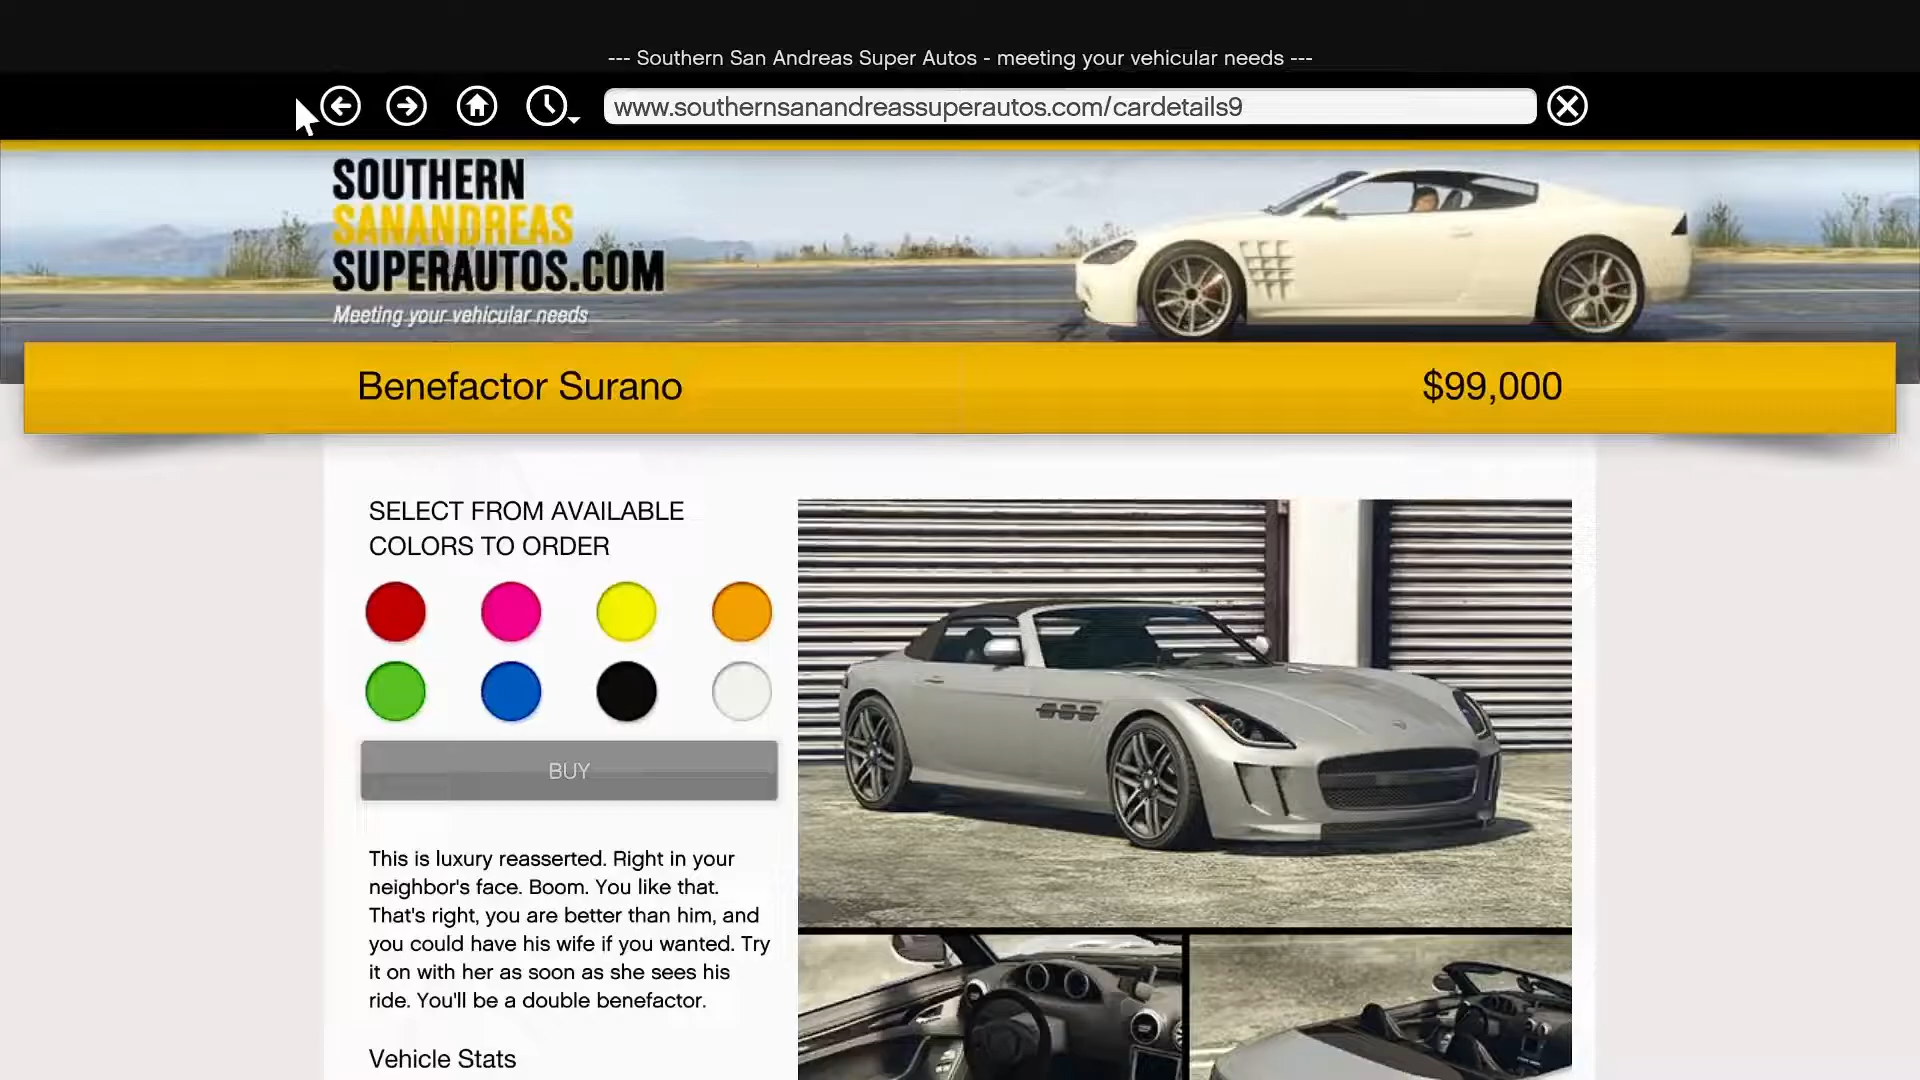 --- Southern San Andreas Super Autos - meeting your vehicular needs ---
www.southernsanandreassuperautos.com/cardetails9
SOUTHERN
SANANDREAS
SUPERAUTOS.COM
Meeting your vehicular needs
Benefactor Surano
$99,000
SELECT FROM AVAILABLE
COLORS TO ORDER
BUY
This is luxury reasserted. Right in your
neighbor's face. Boom. You like that.
That's right, you are better than him, and
you could have his wife if you wanted. Try
it on with her as soon as she sees his
ride. You'll be a double benefactor.
Vehicle Stats